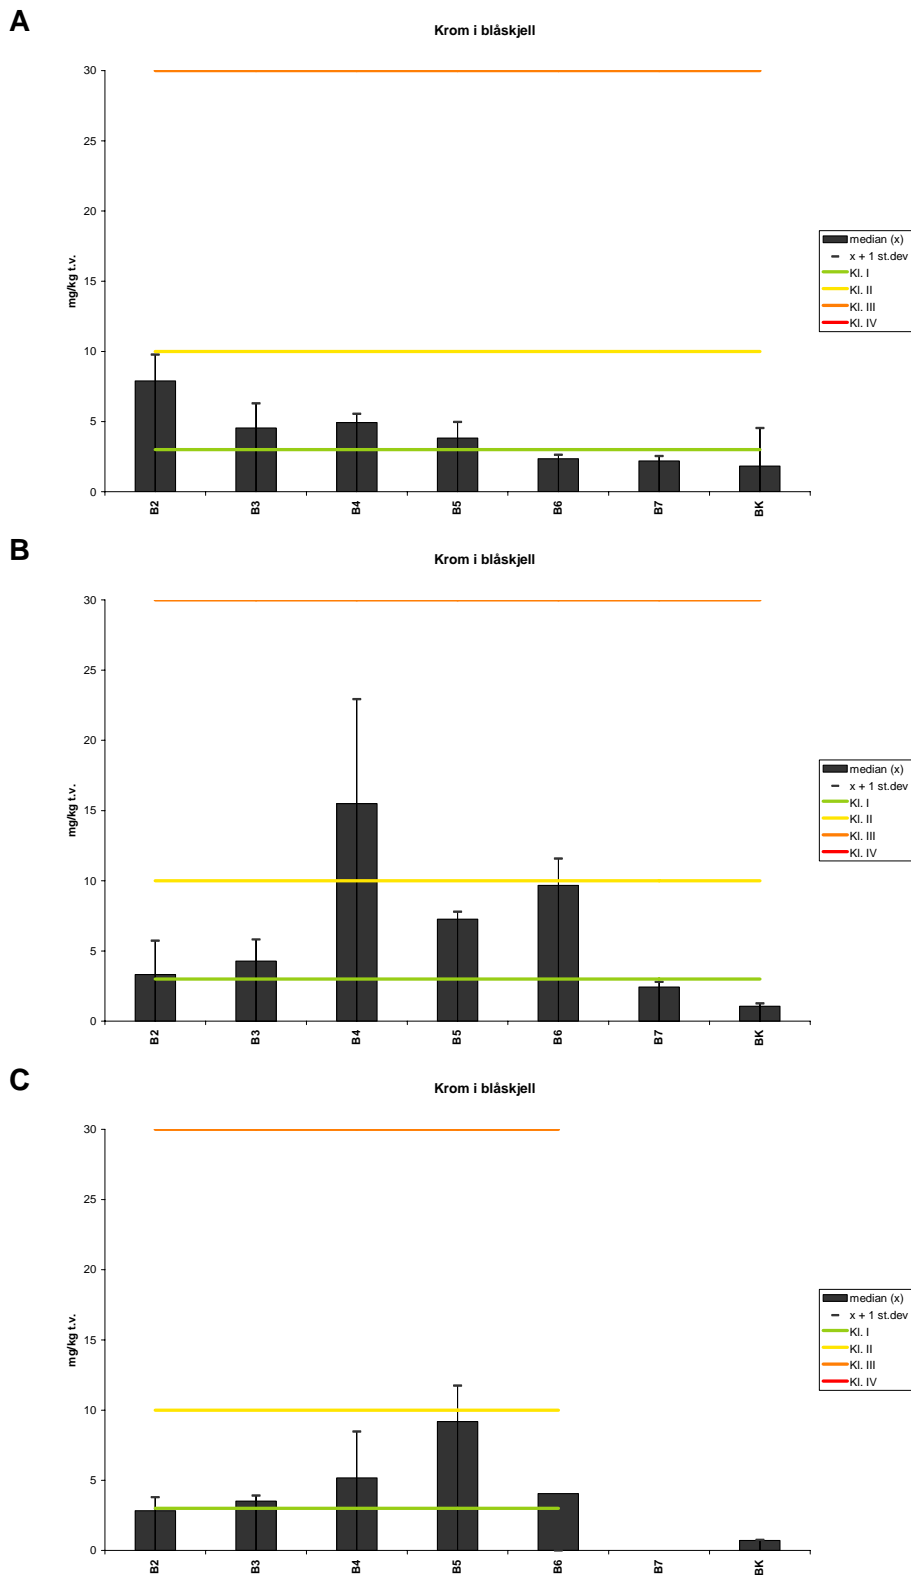 A
Krom i blåskjell
mg/kg t.v.
30
25
20
15
10
5
0
B2 B3 B4 B5 B6 B7 BK
median (x)
x + 1 st.dev
Kl. I
Kl. II
Kl. III
Kl. IV
B
Krom i blåskjell
mg/kg t.v.
30
25
20
15
10
5
0
B2 B3 B4 B5 B6 B7 BK
median (x)
x + 1 st.dev
Kl. I
Kl. II
Kl. III
Kl. IV
C
Krom i blåskjell
mg/kg t.v.
30
25
20
15
10
5
0
B2 B3 B4 B5 B6 B7 BK
median (x)
x + 1 st.dev
Kl. I
Kl. II
Kl. III
Kl. IV